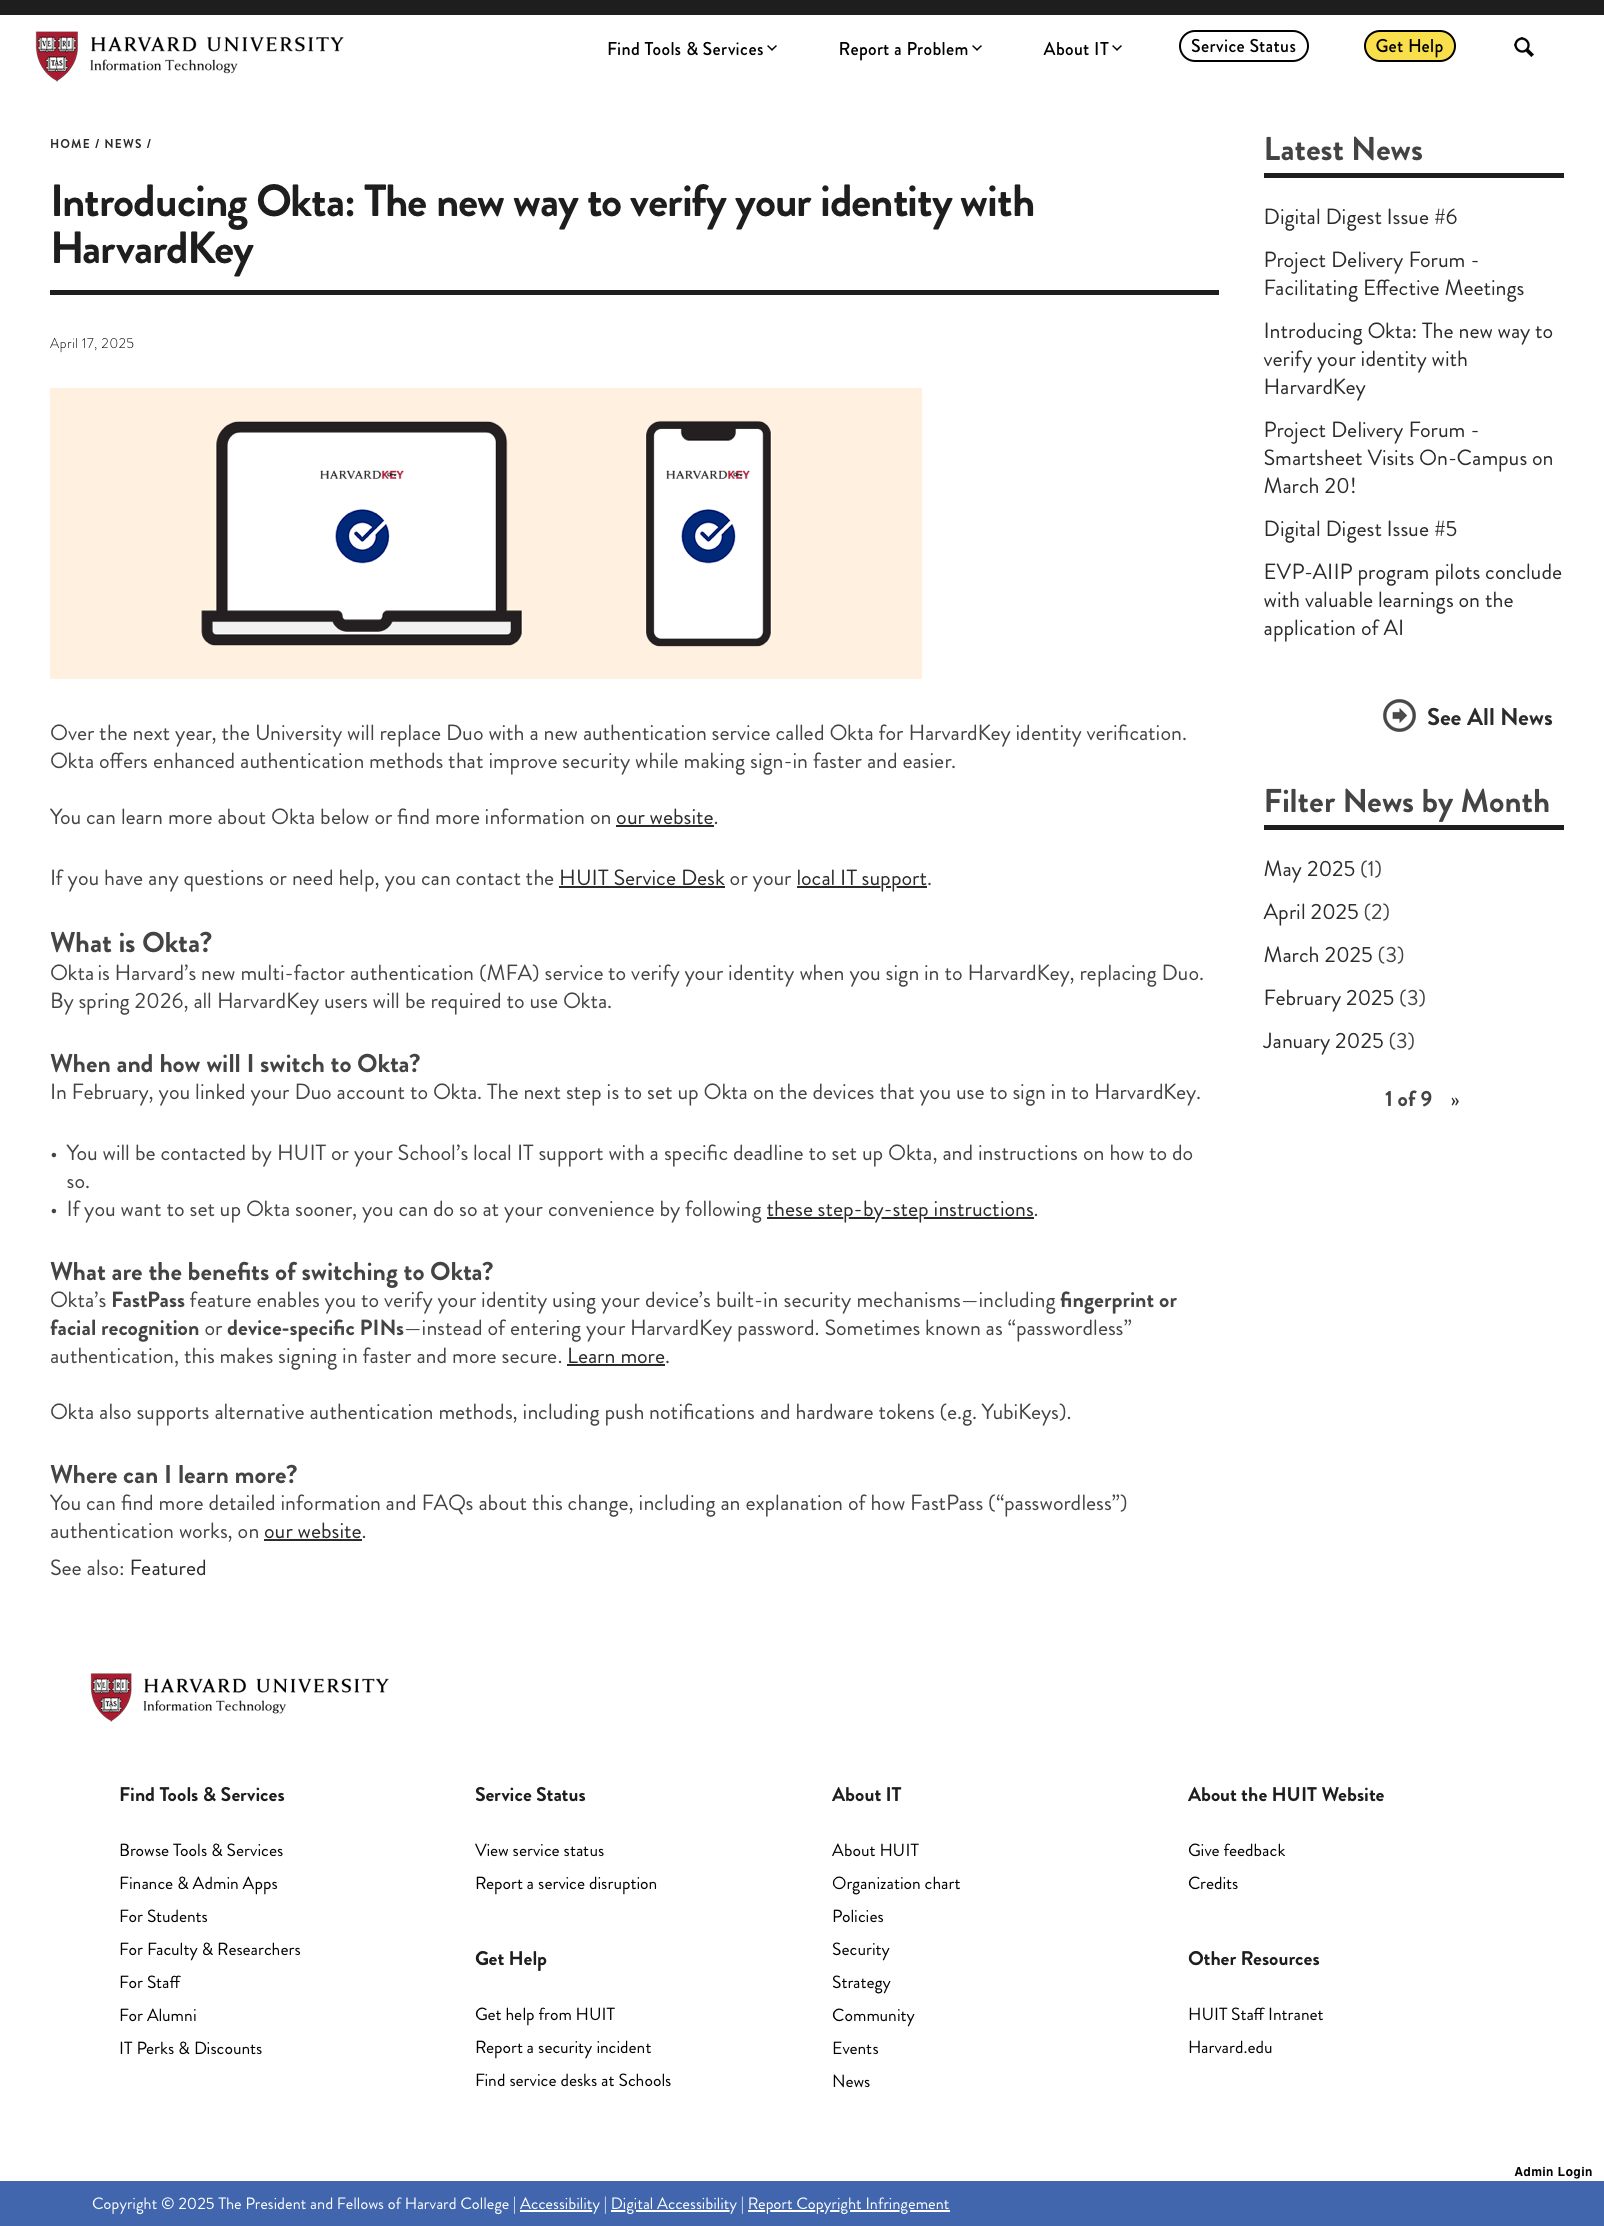 HARVARD UNIVERSITY
Information Technology
Find Tools & Services
Report a Problem
About IT
Service Status
Get Help
HOME / NEWS /
Introducing Okta: The new way to verify your identity with
HarvardKey
April 17, 2025
HARVARDKEY
HARVARDKEY
Over the next year, the University will replace Duo with a new authentication service called Okta for HarvardKey identity verification.
Okta offers enhanced authentication methods that improve security while making sign-in faster and easier.
You can learn more about Okta below or find more information on our website.
If you have any questions or need help, you can contact the HUIT Service Desk or your local IT support.
What is Okta?
Okta is Harvard’s new multi-factor authentication (MFA) service to verify your identity when you sign in to HarvardKey, replacing Duo.
By spring 2026, all HarvardKey users will be required to use Okta.
When and how will I switch to Okta?
In February, you linked your Duo account to Okta. The next step is to set up Okta on the devices that you use to sign in to HarvardKey.
• You will be contacted by HUIT or your School’s local IT support with a specific deadline to set up Okta, and instructions on how to do
so.
• If you want to set up Okta sooner, you can do so at your convenience by following these step-by-step instructions.
What are the benefits of switching to Okta?
Okta’s FastPass feature enables you to verify your identity using your device’s built-in security mechanisms—including fingerprint or
facial recognition or device-specific PINs—instead of entering your HarvardKey password. Sometimes known as “passwordless”
authentication, this makes signing in faster and more secure. Learn more.
Okta also supports alternative authentication methods, including push notifications and hardware tokens (e.g. YubiKeys).
Where can I learn more?
You can find more detailed information and FAQs about this change, including an explanation of how FastPass (“passwordless”)
authentication works, on our website.
See also: Featured
Latest News
Digital Digest Issue #6
Project Delivery Forum -
Facilitating Effective Meetings
Introducing Okta: The new way to
verify your identity with
HarvardKey
Project Delivery Forum -
Smartsheet Visits On-Campus on
March 20!
Digital Digest Issue #5
EVP-AIIP program pilots conclude
with valuable learnings on the
application of AI
See All News
Filter News by Month
May 2025 (1)
April 2025 (2)
March 2025 (3)
February 2025 (3)
January 2025 (3)
1 of 9 »
HARVARD UNIVERSITY
Information Technology
Find Tools & Services
Browse Tools & Services
Finance & Admin Apps
For Students
For Faculty & Researchers
For Staff
For Alumni
IT Perks & Discounts
Service Status
View service status
Report a service disruption
Get Help
Get help from HUIT
Report a security incident
Find service desks at Schools
About IT
About HUIT
Organization chart
Policies
Security
Strategy
Community
Events
News
About the HUIT Website
Give feedback
Credits
Other Resources
HUIT Staff Intranet
Harvard.edu
Admin Login
Copyright © 2025 The President and Fellows of Harvard College | Accessibility | Digital Accessibility | Report Copyright Infringement